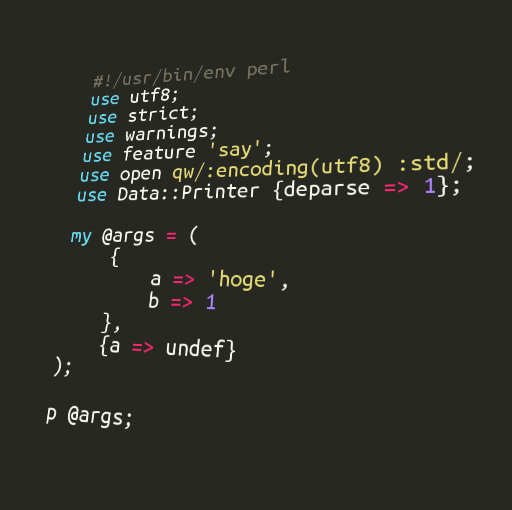 #!/usr/bin/env perl
use utf8;
use strict;
use warnings;
use feature 'say';
use open qw/:encoding(utf8) :std/;
use Data::Printer {deparse => 1};
my @args = (
{
a => 'hoge',
b => 1
},
{a => undef}
);
p @args;